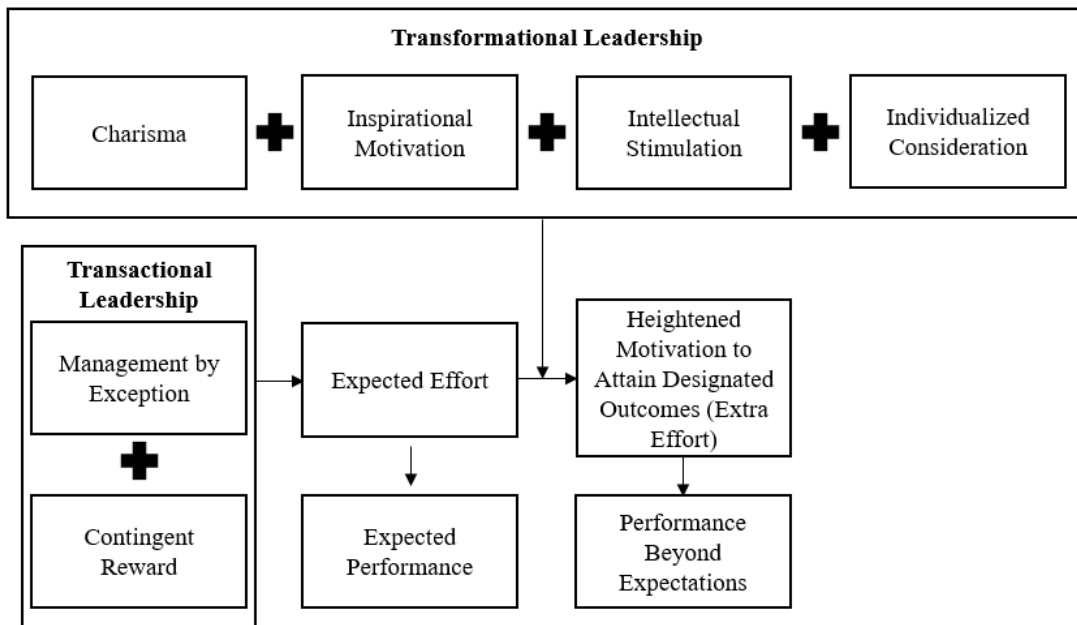 Transformational Leadership
Charisma
Inspirational
Motivation
Intellectual
Stimulation
Individualized
Consideration
Transactional
Leadership
Management by
Exception
Contingent
Reward
Expected Effort
Expected
Performance
Heightened
Motivation to
Attain Designated
Outcomes (Extra
Effort)
Performance
Beyond
Expectations